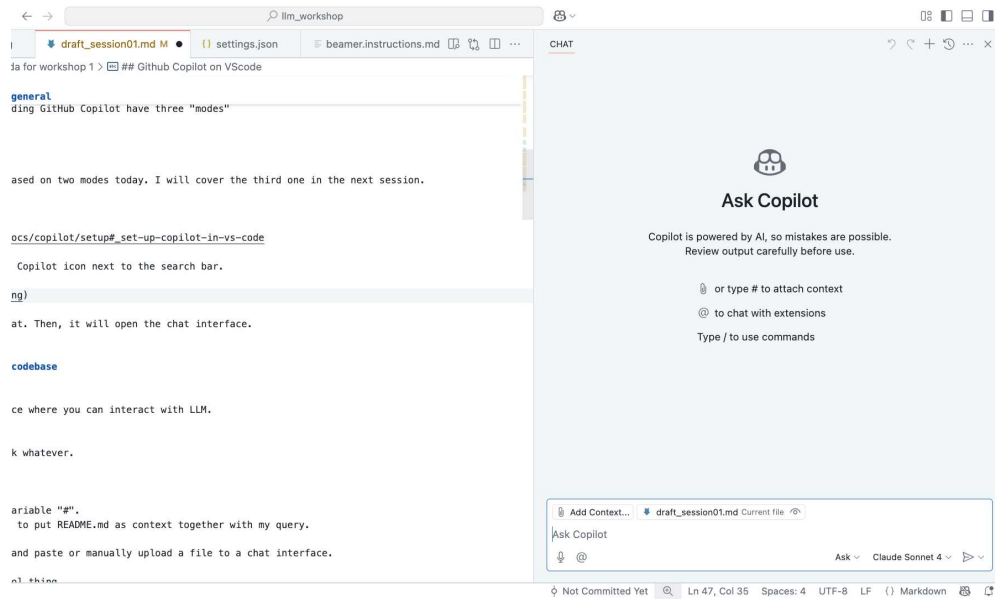 llm_workshop
draft_session01.md M
{} settings.json
beamer.instructions.md
da for workshop 1 > ## Github Copilot on VScode
general
ding GitHub Copilot have three "modes"
ased on two modes today. I will cover the third one in the next session.
ocs/copilot/setup#_set-up-copilot-in-vs-code
Copilot icon next to the search bar.
ng)
at. Then, it will open the chat interface.
codebase
ce where you can interact with LLM.
k whatever.
ariable "#".
to put README.md as context together with my query.
and paste or manually upload a file to a chat interface.
CHAT
Ask Copilot
Copilot is powered by AI, so mistakes are possible.
Review output carefully before use.
or type # to attach context
@ to chat with extensions
Type / to use commands
Add Context...
draft_session01.md Current file
Ask Copilot
@
Ask
Claude Sonnet 4
Not Committed Yet
Ln 47, Col 35
Spaces: 4
UTF-8
LF
{} Markdown